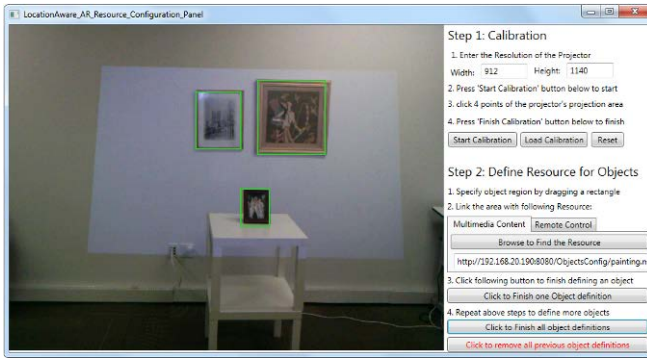 LocationAware_AR_Resource_Configuration_Panel
Step 1: Calibration
1. Enter the Resolution of the Projector
Width: 912 Height: 1140
2. Press 'Start Calibration' button below to start
3. click 4 points of the projector's projection area
4. Press 'Finish Calibration' button below to finish
Start Calibration Load Calibration Reset
Step 2: Define Resource for Objects
1. Specify object region by dragging a rectangle
2. Link the area with following Resource:
Multimedia Content Remote Control
Browse to Find the Resource
http://192.168.20.190:8080/ObjectsConfig/painting.n
3. Click following button to finish defining an object
Click to Finish one Object definition
4. Repeat above steps to define more objects
Click to Finish all object definitions
Click to remove all previous object definitions